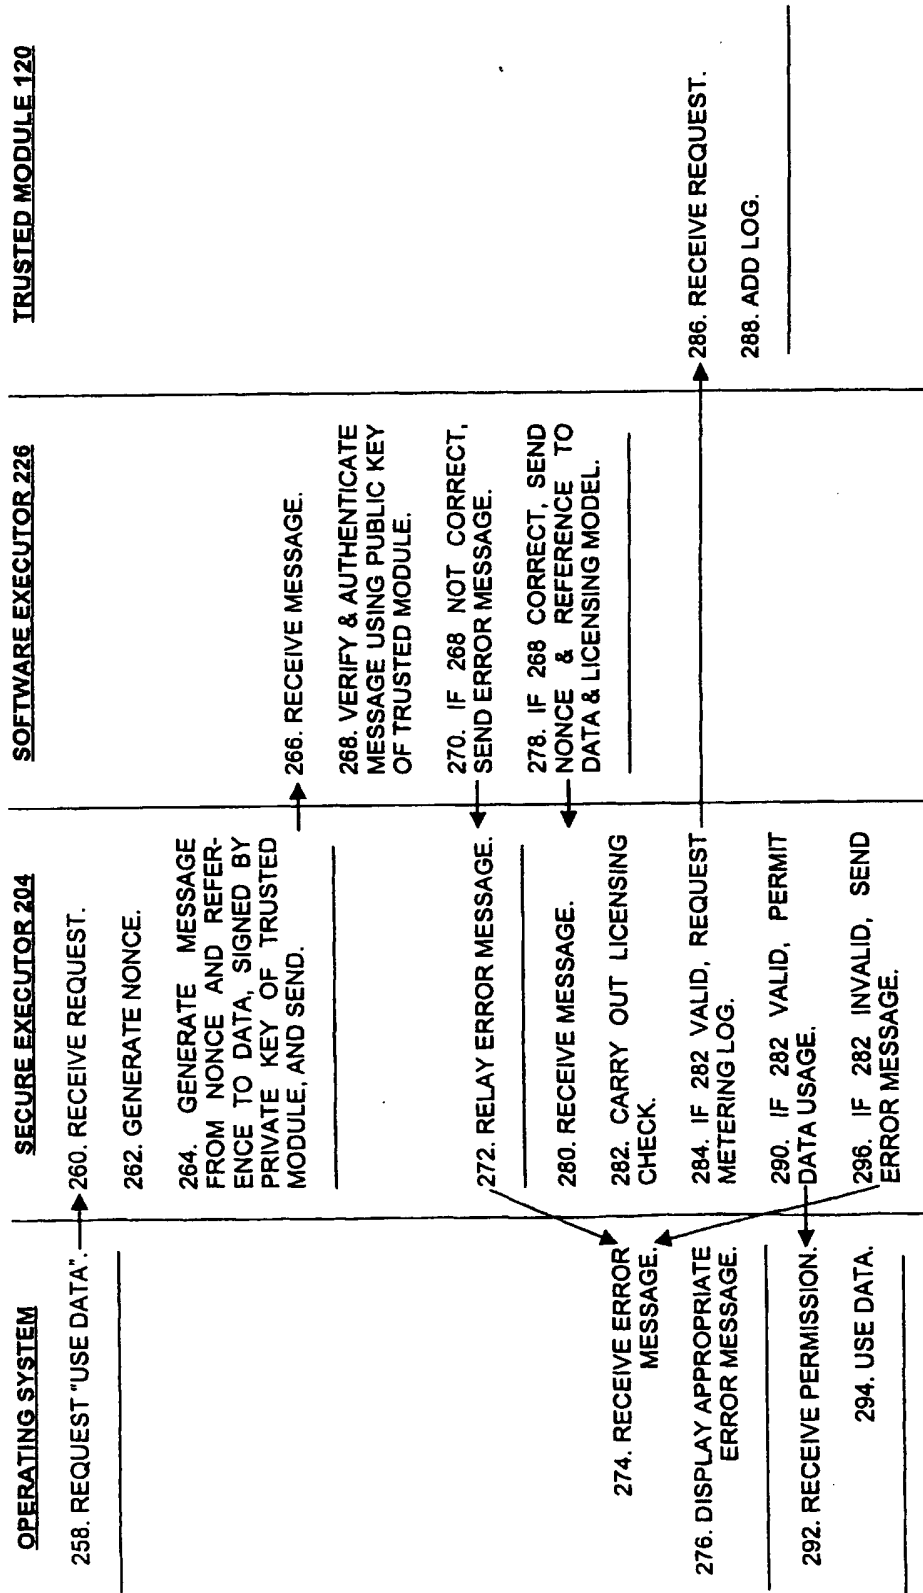 OPERATING SYSTEM
258. REQUEST "USE DATA".
274. RECEIVE ERROR
MESSAGE.
276. DISPLAY APPROPRIATE
ERROR MESSAGE.
292. RECEIVE PERMISSION.
294. USE DATA.
SECURE EXECUTOR 204
260. RECEIVE REQUEST.
262. GENERATE NONCE.
264. GENERATE MESSAGE
FROM NONCE AND REFER-
ENCE TO DATA, SIGNED BY
PRIVATE KEY OF TRUSTED
MODULE, AND SEND.
272. RELAY ERROR MESSAGE.
280. RECEIVE MESSAGE.
282. CARRY OUT LICENSING
CHECK.
284. IF 282 VALID, REQUEST
METERING LOG.
290. IF 282 VALID, PERMIT
DATA USAGE.
296. IF 282 INVALID, SEND
ERROR MESSAGE.
SOFTWARE EXECUTOR 226
266. RECEIVE MESSAGE.
268. VERIFY & AUTHENTICATE
MESSAGE USING PUBLIC KEY
OF TRUSTED MODULE.
270. IF 268 NOT CORRECT,
SEND ERROR MESSAGE.
278. IF 268 CORRECT, SEND
NONCE & REFERENCE TO
DATA & LICENSING MODEL.
TRUSTED MODULE 120
286. RECEIVE REQUEST.
288. ADD LOG.